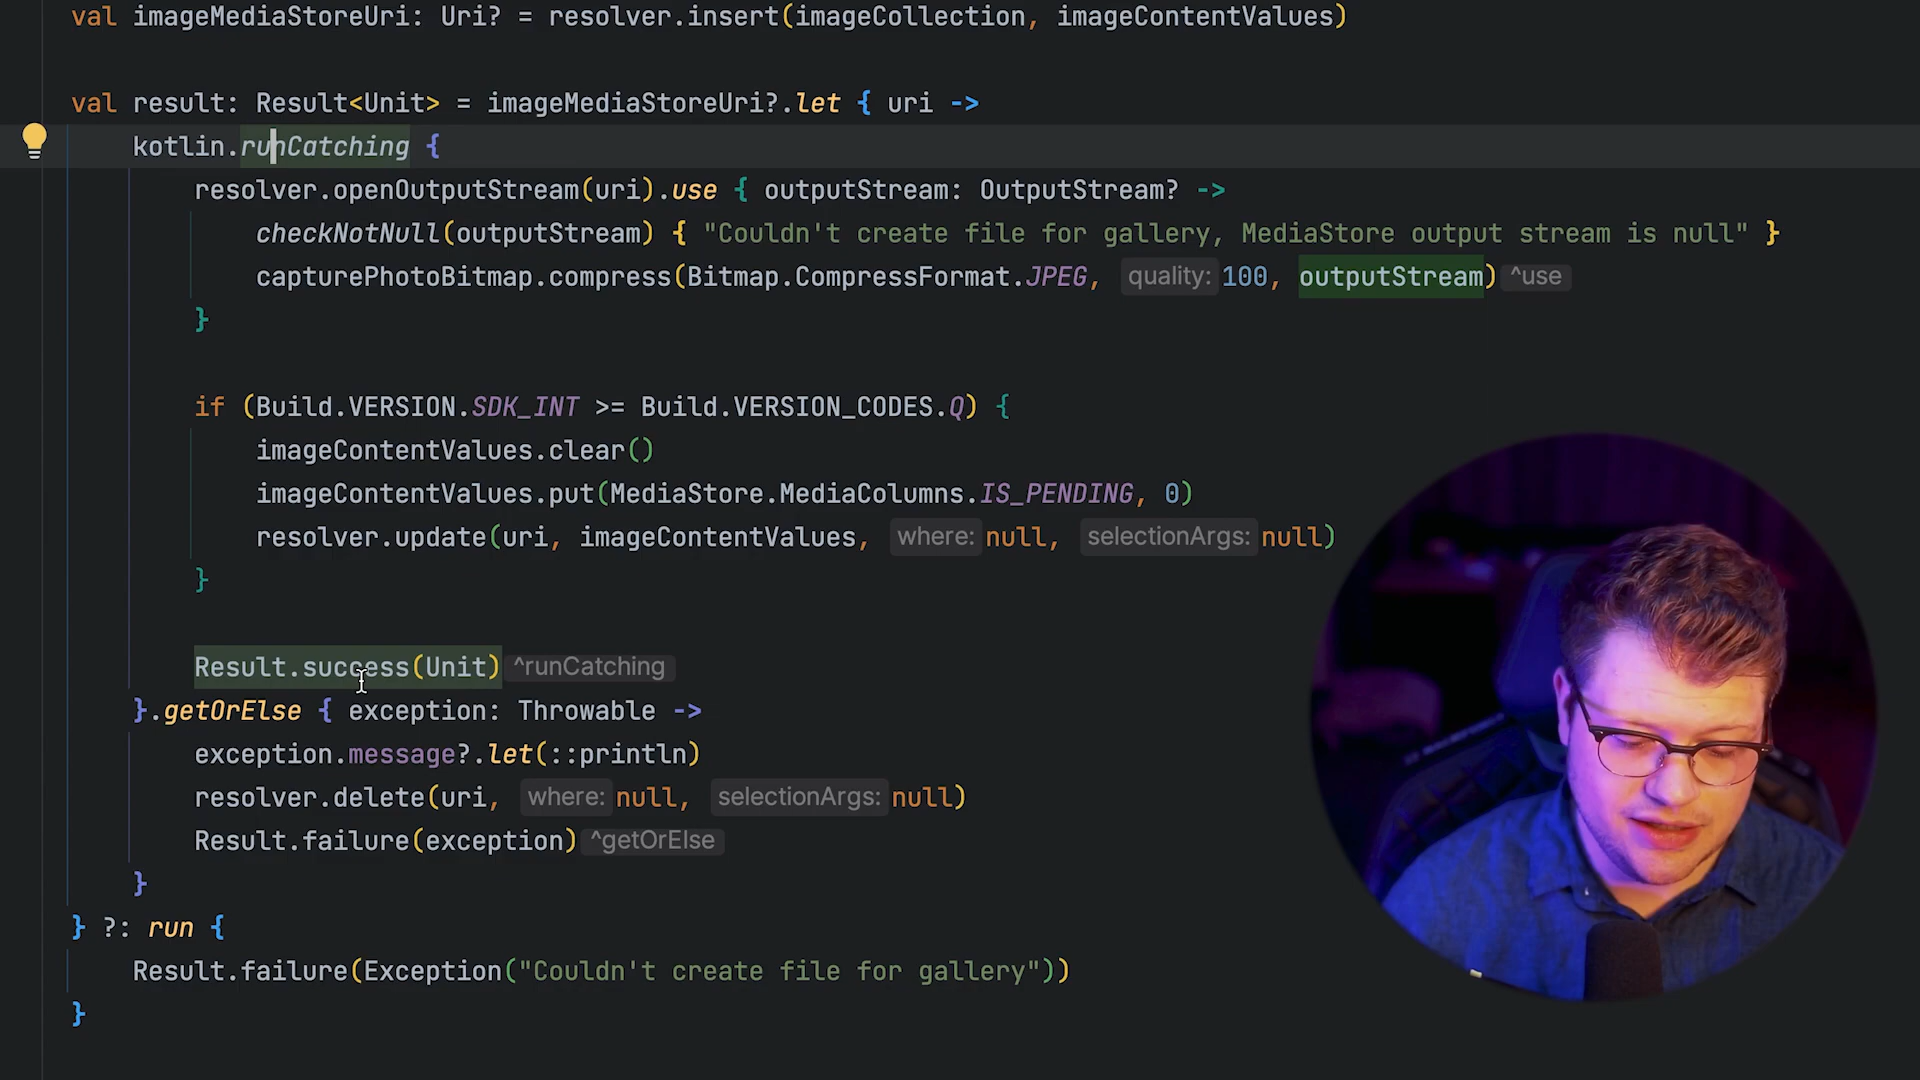 val imageMediaStoreUri: Uri? = resolver.insert(imageCollection, imageContentValues)
val result: Result<Unit> = imageMediaStoreUri?.let { uri ->
kotlin.runCatching {
resolver.openOutputStream(uri).use { outputStream: OutputStream? ->
checkNotNull(outputStream) { "Couldn't create file for gallery, MediaStore output stream is null" }
capturePhotoBitmap.compress(Bitmap.CompressFormat.JPEG, quality: 100, outputStream) ^use
}
if (Build.VERSION.SDK_INT >= Build.VERSION_CODES.Q) {
imageContentValues.clear()
imageContentValues.put(MediaStore.MediaColumns.IS_PENDING, 0)
resolver.update(uri, imageContentValues, where: null, selectionArgs: null)
}
Result.success(Unit) ^runCatching
}.getOrElse { exception: Throwable ->
exception.message?.let(::println)
resolver.delete(uri, where: null, selectionArgs: null)
Result.failure(exception) ^getOrElse
}
} ?: run {
Result.failure(Exception("Couldn't create file for gallery"))
}